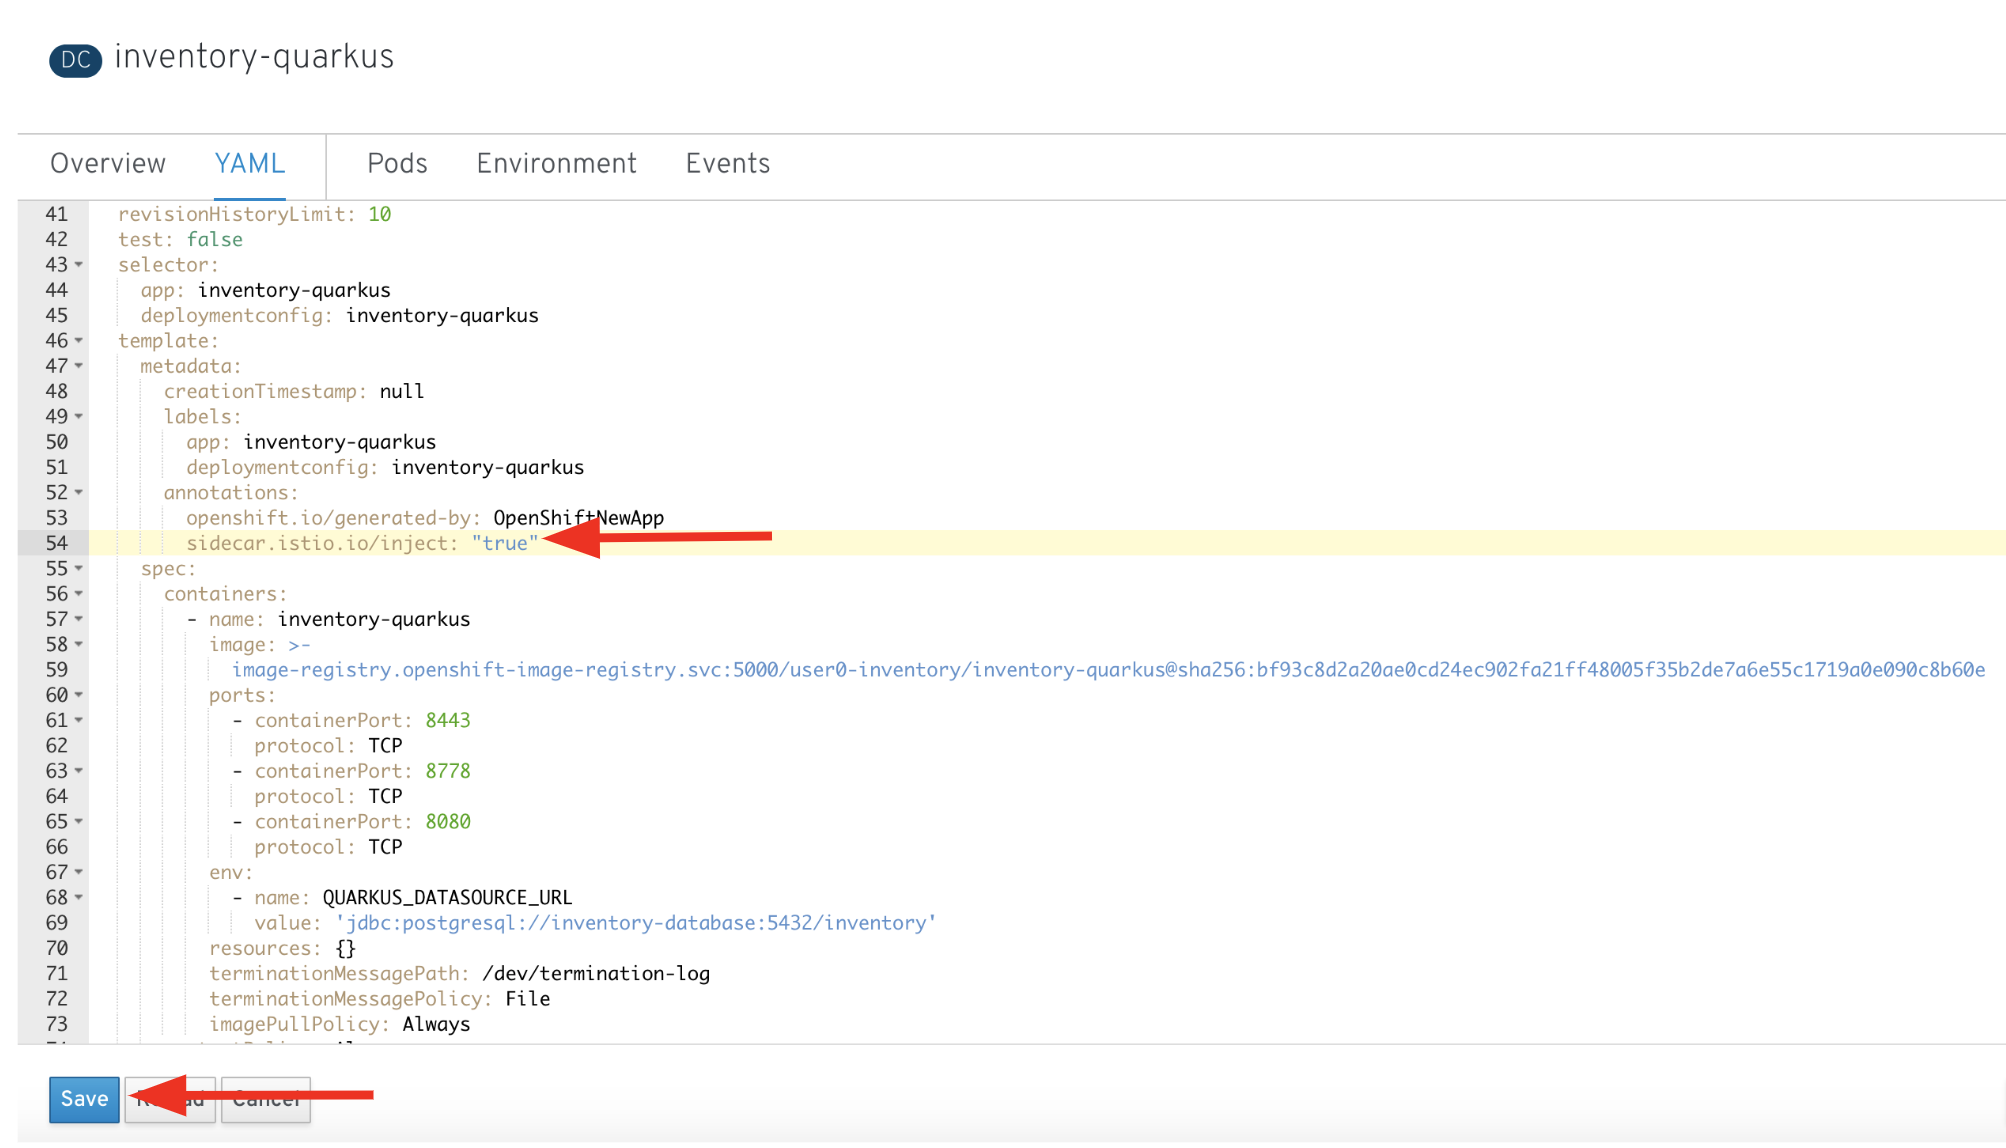 DC inventory-quarkus
Overview YAML Pods Environment Events
41 revisionHistoryLimit: 10
42 test: false
43 selector:
44 app: inventory-quarkus
45 deploymentconfig: inventory-quarkus
46 template:
47 metadata:
48 creationTimestamp: null
49 labels:
50 app: inventory-quarkus
51 deploymentconfig: inventory-quarkus
52 annotations:
53 openshift.io/generated-by: OpenShiftNewApp
54 sidecar.istio.io/inject: "true"
55 spec:
56 containers:
57 - name: inventory-quarkus
58 image: >-
59 image-registry.openshift-image-registry.svc:5000/user0-inventory/inventory-quarkus@sha256:bf93c8d2a20ae0cd24ec902fa21ff48005f35b2de7a6e55c1719a0e090c8b60e
60 ports:
61 - containerPort: 8443
62 protocol: TCP
63 - containerPort: 8778
64 protocol: TCP
65 - containerPort: 8080
66 protocol: TCP
67 env:
68 - name: QUARKUS_DATASOURCE_URL
69 value: 'jdbc:postgresql://inventory-database:5432/inventory'
70 resources: {}
71 terminationMessagePath: /dev/termination-log
72 terminationMessagePolicy: File
73 imagePullPolicy: Always
Save Cancel